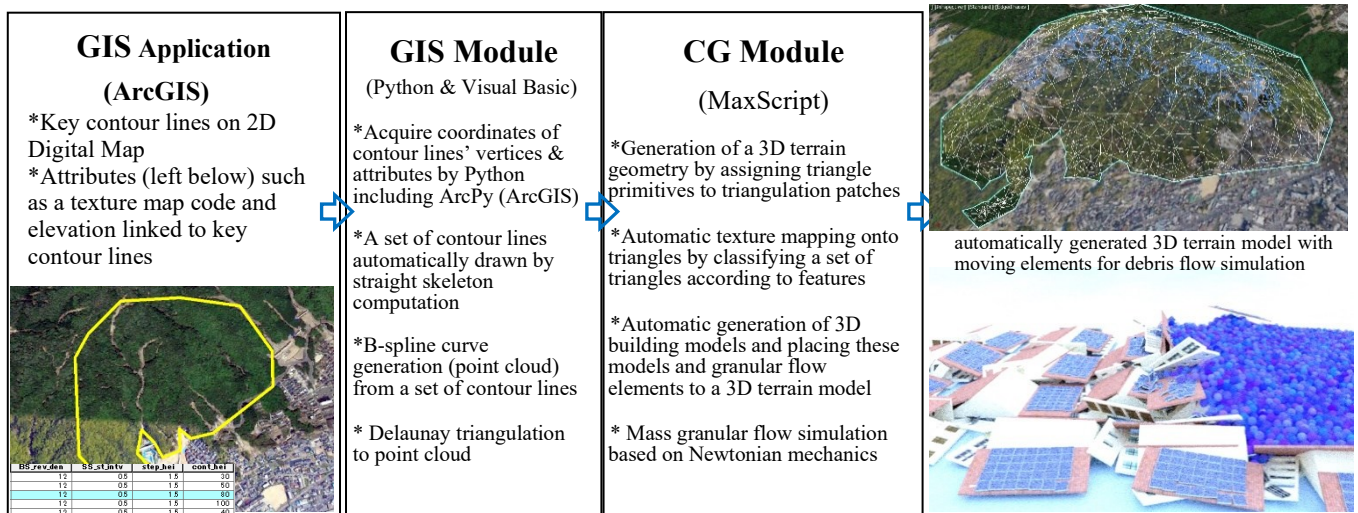 GIS Application
(ArcGIS)
*Key contour lines on 2D
Digital Map
*Attributes (left below) such
as a texture map code and
elevation linked to key
contour lines
BS_rev_den SS_st_intv step_hei cont_hei
12 0.5 1.5 30
12 0.5 1.5 50
12 0.5 1.5 80
12 0.5 1.5 100
12 0.5 1.5 40
GIS Module
(Python & Visual Basic)
*Acquire coordinates of
contour lines’ vertices &
attributes by Python
including ArcPy (ArcGIS)
*A set of contour lines
automatically drawn by
straight skeleton
computation
*B-spline curve
generation (point cloud)
from a set of contour lines
* Delaunay triangulation
to point cloud
CG Module
(MaxScript)
*Generation of a 3D terrain
geometry by assigning triangle
primitives to triangulation patches
*Automatic texture mapping onto
triangles by classifying a set of
triangles according to features
*Automatic generation of 3D
building models and placing these
models and granular flow
elements to a 3D terrain model
* Mass granular flow simulation
based on Newtonian mechanics
automatically generated 3D terrain model with
moving elements for debris flow simulation